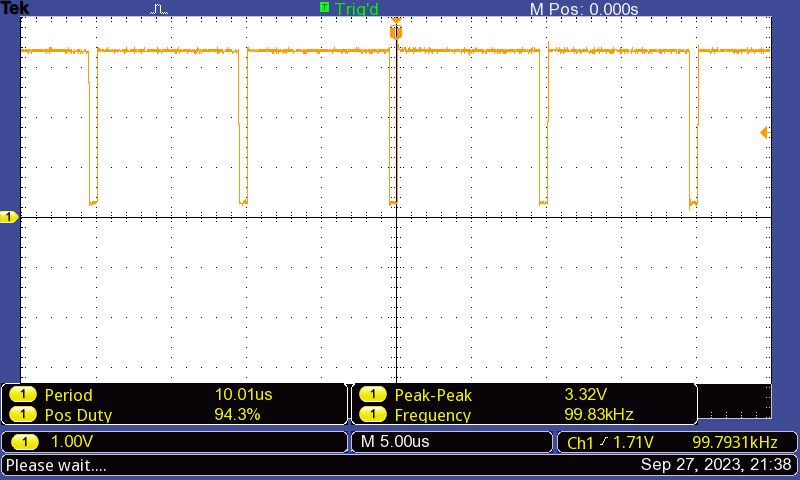 Tek T Trig'd M Pos: 0.000s
1
1 Period 10.01us 1 Peak-Peak 3.32V
1 Pos Duty 94.3% 1 Frequency 99.83kHz
1 1.00V M 5.00us Ch1 1.71V 99.7931kHz
Please wait.... Sep 27, 2023, 21:38